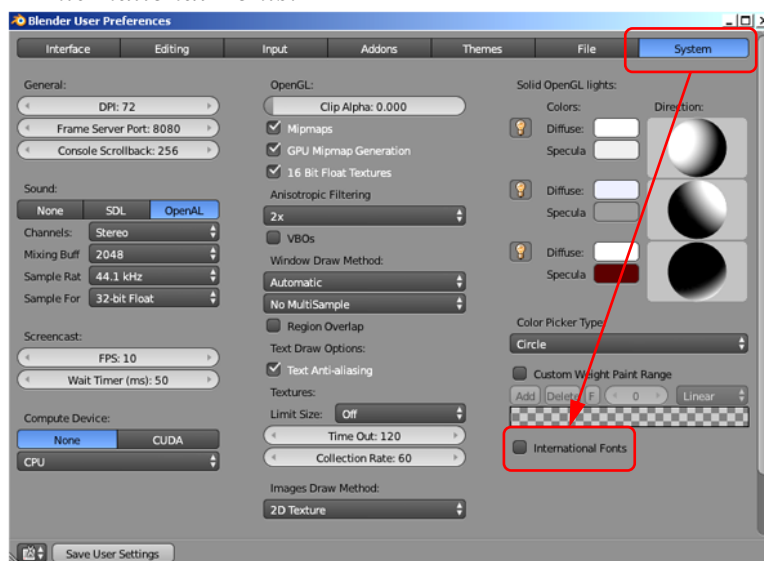 Blender User Preferences
Interface Editing Input Addons Themes File System
General:
DPI: 72
Frame Server Port: 8080
Console Scrollback: 256
Sound:
None SDL OpenAL
Channels: Stereo
Mixing Buff 2048
Sample Rat 44.1 kHz
Sample For 32-bit Float
Screencast:
FPS: 10
Wait Timer (ms): 50
Compute Device:
None CUDA
CPU
OpenGL:
Clip Alpha: 0.000
Mipmaps
GPU Mipmap Generation
16 Bit Float Textures
Anisotropic Filtering
2x
VBOs
Window Draw Method:
Automatic
No MultiSample
Region Overlap
Text Draw Options:
Text Anti-aliasing
Textures:
Limit Size: Off
Time Out: 120
Collection Rate: 60
Images Draw Method:
2D Texture
Solid OpenGL lights:
Colors: Direction:
Diffuse:
Specula
Diffuse:
Specula
Diffuse:
Specula
Color Picker Type
Circle
Custom Weight Paint Range
Add Delete F 0 Linear
International Fonts
Save User Settings